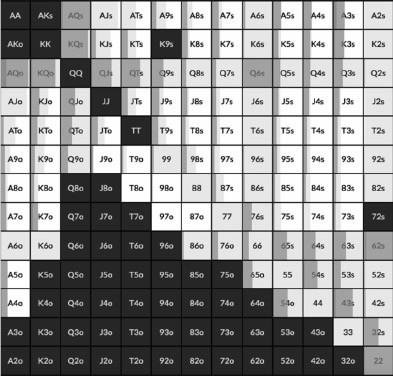 AA AKs AQs AJs ATs A9s A8s A7s A6s A5s A4s A3s A2s
AKo KK KQs KJs KTs K9s K8s K7s K6s K5s K4s K3s K2s
AQo KQo QQ QJs QTs Q9s Q8s Q7s Q6s Q5s Q4s Q3s Q2s
AJo KJo QJo JJ JTs J9s J8s J7s J6s J5s J4s J3s J2s
ATo KTo QTo JTo TT T9s T8s T7s T6s T5s T4s T3s T2s
A9o K9o Q9o J9o T9o 99 98s 97s 96s 95s 94s 93s 92s
A8o K8o Q8o J8o T8o 98o 88 87s 86s 85s 84s 83s 82s
A7o K7o Q7o J7o T7o 97o 87o 77 76s 75s 74s 73s 72s
A6o K6o Q6o J6o T6o 96o 86o 76o 66 65s 64s 63s 62s
A5o K5o Q5o J5o T5o 95o 85o 75o 65o 55 54s 53s 52s
A4o K4o Q4o J4o T4o 94o 84o 74o 64o 54o 44 43s 42s
A3o K3o Q3o J3o T3o 93o 83o 73o 63o 53o 43o 33 32s
A2o K2o Q2o J2o T2o 92o 82o 72o 62o 52o 42o 32o 22